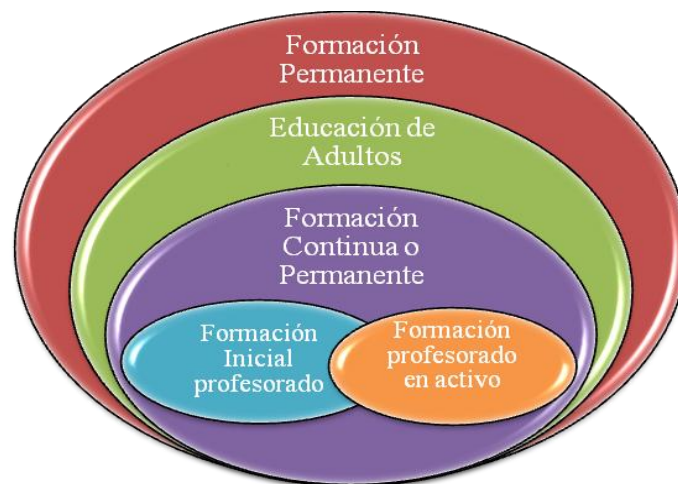 Formación
Permanente
Educación de
Adultos
Formación
Continua o
Permanente
Formación
Inicial
profesorado
Formación
profesorado
en activo